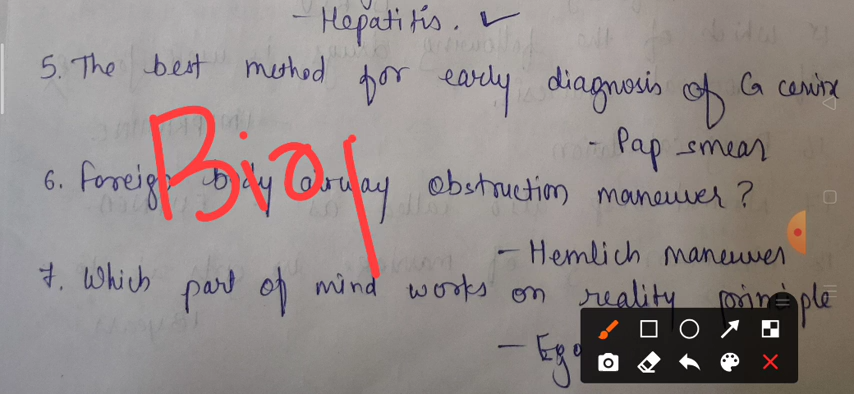 - Hepatitis. ✓
5. The best method for early diagnosis of Ca cervix
- Pap smear
6. Foreign body airway obstruction maneuver?
- Hemlich maneuver
7. Which part of mind works on reality principle
- Ego